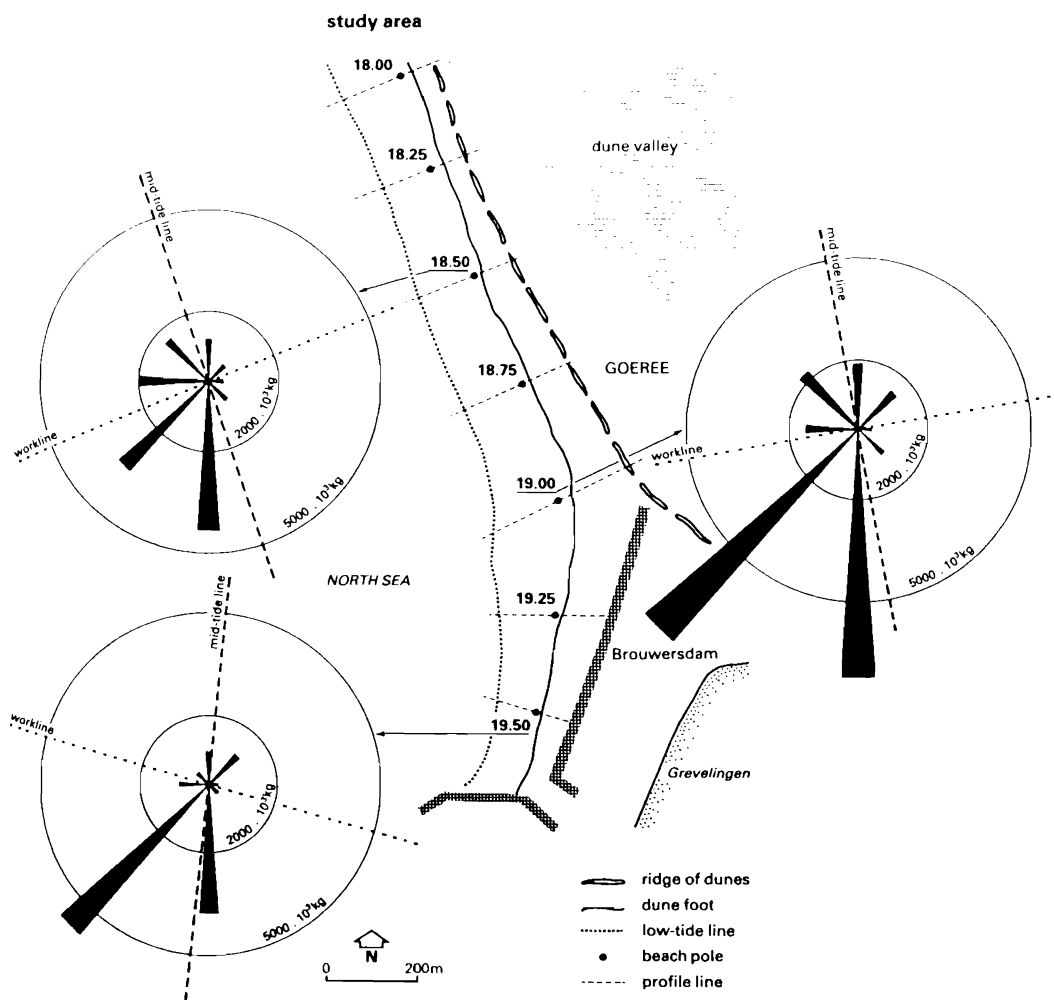 study area
18.00
18.25
dune valley
mid-tide line
18.50
mid-tide line
18.75
GOEREE
2000 . 10³kg
workline
5000 . 10³kg
workline
19.00
2000 . 10³kg
5000 . 10³kg
NORTH SEA
19.25
mid-tide line
Brouwersdam
workline
19.50
Grevelingen
2000 . 10³kg
5000 . 10³kg
ridge of dunes
dune foot
low-tide line
beach pole
profile line
N
0 200m